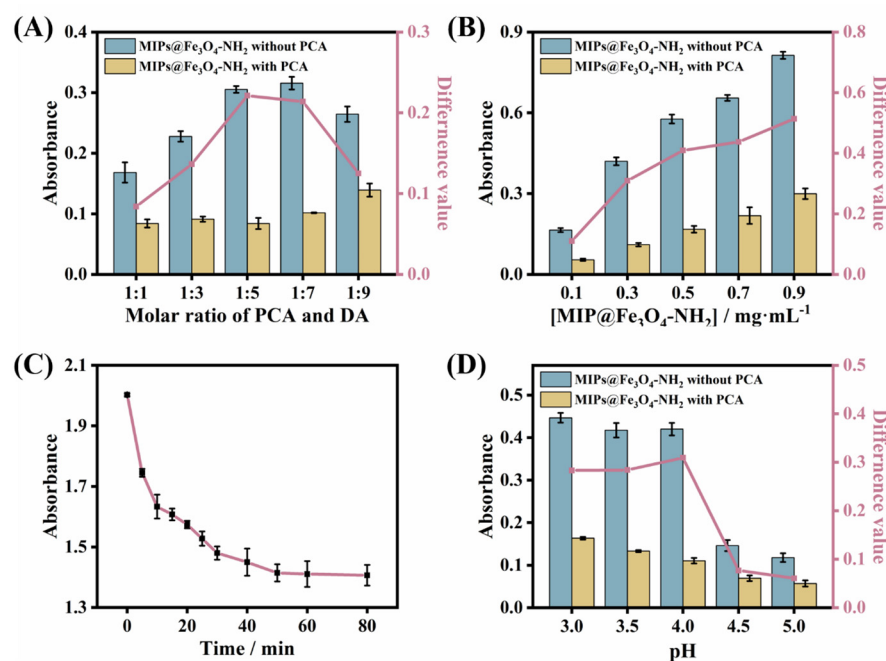 (A)
MIPs@Fe₃O₄-NH₂ without PCA
MIPs@Fe₃O₄-NH₂ with PCA
Absorbance
0.4
0.3
0.2
0.1
0.0
1:1 1:3 1:5 1:7 1:9
Molar ratio of PCA and DA
0.3
0.2
0.1
0.0
Differnence value
(B)
MIPs@Fe₃O₄-NH₂ without PCA
MIPs@Fe₃O₄-NH₂ with PCA
Absorbance
0.9
0.6
0.3
0.0
0.1 0.3 0.5 0.7 0.9
[MIP@Fe₃O₄-NH₂] / mg·mL⁻¹
0.8
0.6
0.4
0.2
0.0
Differnence value
(C)
Absorbance
2.1
1.9
1.7
1.5
1.3
0 20 40 60 80
Time / min
(D)
MIPs@Fe₃O₄-NH₂ without PCA
MIPs@Fe₃O₄-NH₂ with PCA
Absorbance
0.5
0.4
0.3
0.2
0.1
0.0
3.0 3.5 4.0 4.5 5.0
pH
0.5
0.4
0.3
0.2
0.1
0.0
Differnence value